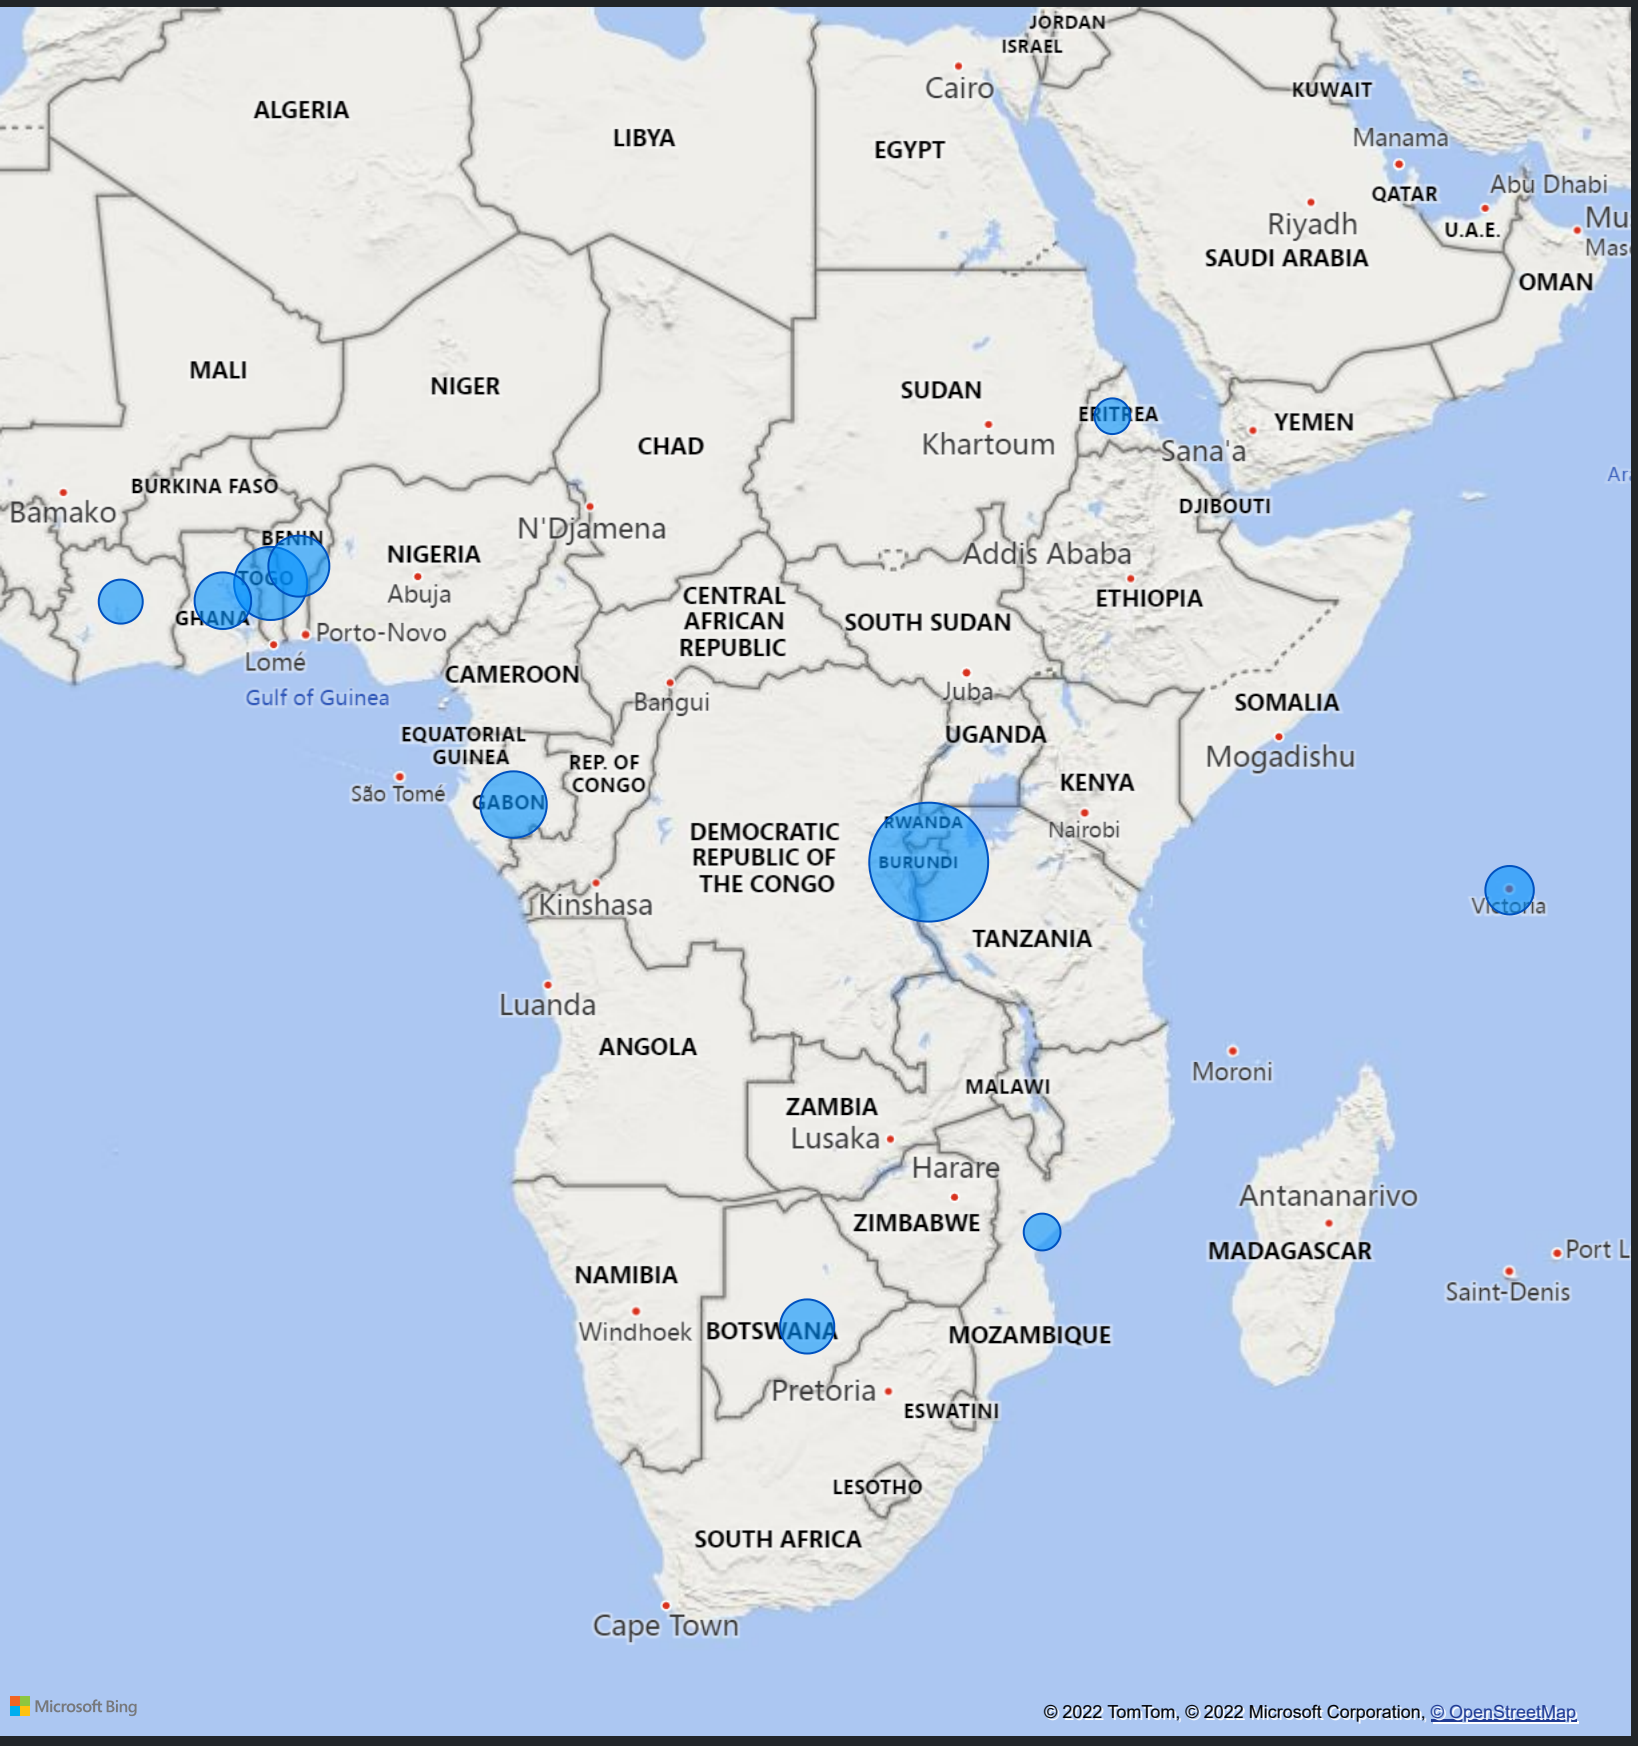 JORDAN
ISRAEL
Cairo
KUWAIT
ALGERIA
LIBYA
EGYPT
Manama
QATAR
Abu Dhabi
Riyadh
U.A.E.
Mu
Mas
SAUDI ARABIA
OMAN
MALI
NIGER
SUDAN
ERITREA
YEMEN
CHAD
Khartoum
Sana'a
Ara
BURKINA FASO
Bamako
N'Djamena
DJIBOUTI
BENIN
NIGERIA
Addis Ababa
TOGO
Abuja
CENTRAL
AFRICAN
REPUBLIC
ETHIOPIA
GHANA
SOUTH SUDAN
Porto-Novo
Lomé
CAMEROON
Gulf of Guinea
Bangui
Juba
SOMALIA
EQUATORIAL
GUINEA
UGANDA
Mogadishu
REP. OF
CONGO
KENYA
São Tomé
GABON
RWANDA
Nairobi
DEMOCRATIC
REPUBLIC OF
THE CONGO
BURUNDI
Kinshasa
Victoria
TANZANIA
Luanda
ANGOLA
Moroni
MALAWI
ZAMBIA
Lusaka
Harare
Antananarivo
ZIMBABWE
MADAGASCAR
Port L
NAMIBIA
Saint-Denis
Windhoek
BOTSWANA
MOZAMBIQUE
Pretoria
ESWATINI
LESOTHO
SOUTH AFRICA
Cape Town
Microsoft Bing
© 2022 TomTom, © 2022 Microsoft Corporation, © OpenStreetMap